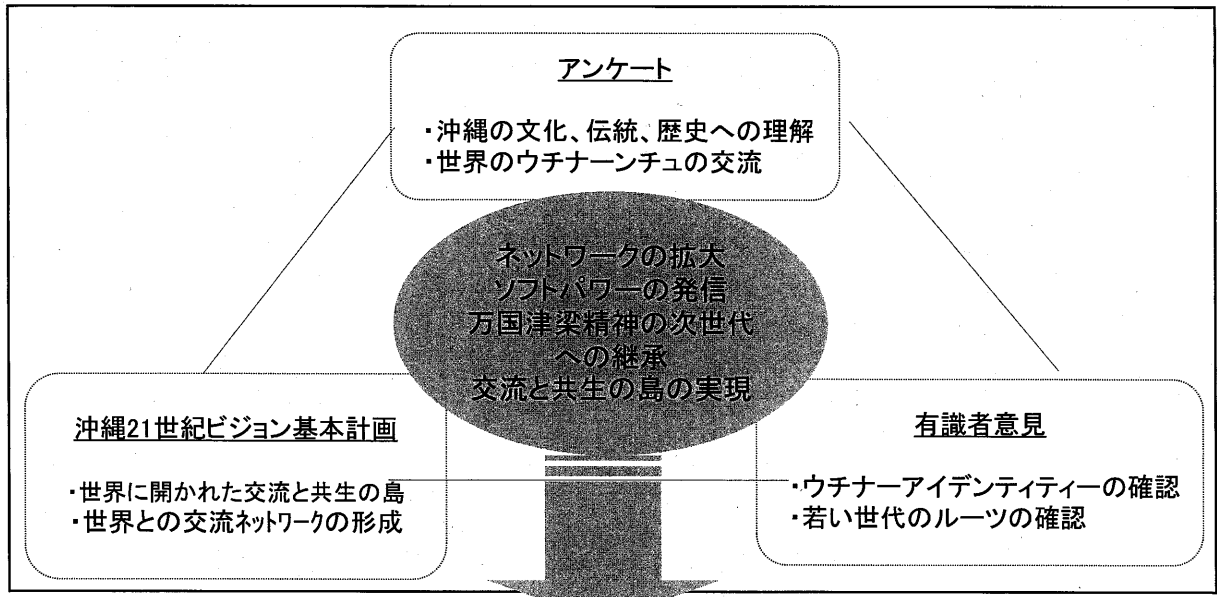 アンケート
・沖縄の文化、伝統、歴史への理解
・世界のウチナーンチュの交流
ネットワークの拡大
ソフトパワーの発信
万国津梁精神の次世代
への継承
交流と共生の島の実現
沖縄21世紀ビジョン基本計画
・世界に開かれた交流と共生の島
・世界との交流ネットワークの形成
有識者意見
・ウチナーアイデンティティーの確認
・若い世代のルーツの確認